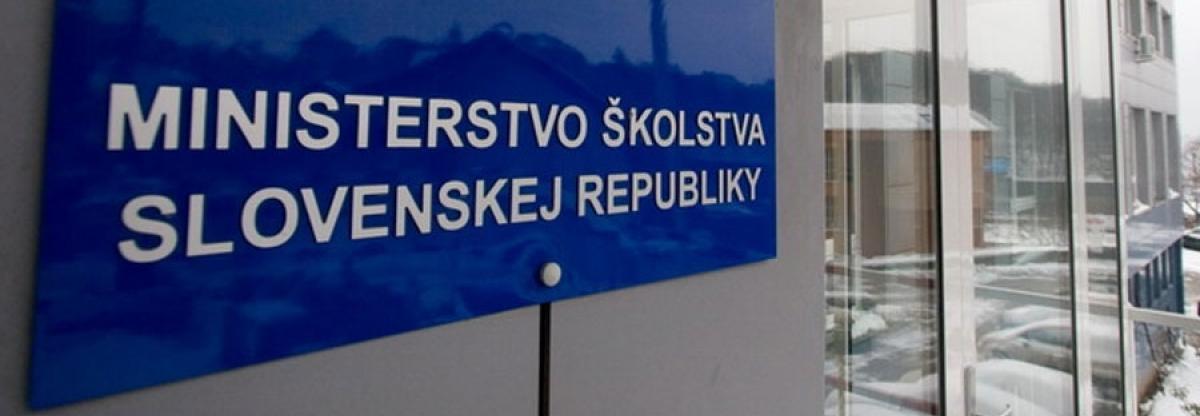 MINISTERSTVO ŠKOLSTVA
SLOVENSKEJ REPUBLIKY